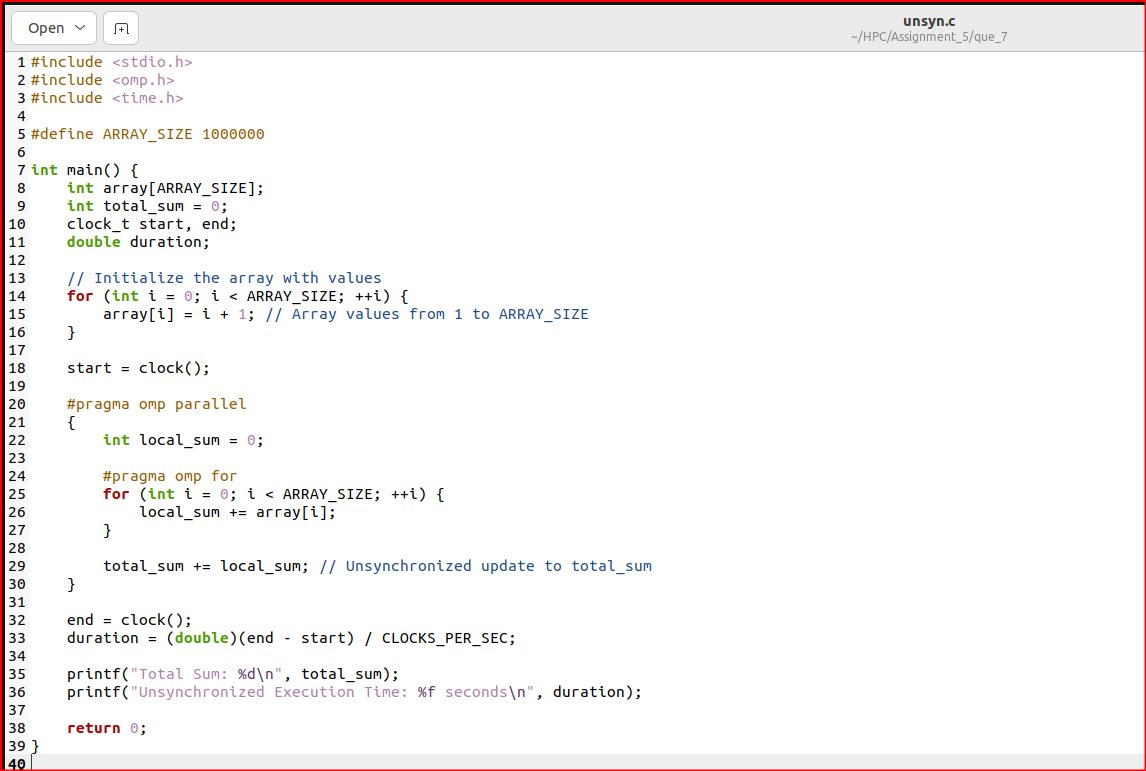 Open
unsyn.c
~/HPC/Assignment_5/que_7
1 #include <stdio.h>
2 #include <omp.h>
3 #include <time.h>
4
5 #define ARRAY_SIZE 1000000
6
7 int main() {
8     int array[ARRAY_SIZE];
9     int total_sum = 0;
10     clock_t start, end;
11     double duration;
12
13     // Initialize the array with values
14     for (int i = 0; i < ARRAY_SIZE; ++i) {
15         array[i] = i + 1; // Array values from 1 to ARRAY_SIZE
16     }
17
18     start = clock();
19
20     #pragma omp parallel
21     {
22         int local_sum = 0;
23
24         #pragma omp for
25         for (int i = 0; i < ARRAY_SIZE; ++i) {
26             local_sum += array[i];
27         }
28
29         total_sum += local_sum; // Unsynchronized update to total_sum
30     }
31
32     end = clock();
33     duration = (double)(end - start) / CLOCKS_PER_SEC;
34
35     printf("Total Sum: %d\n", total_sum);
36     printf("Unsynchronized Execution Time: %f seconds\n", duration);
37
38     return 0;
39 }
40